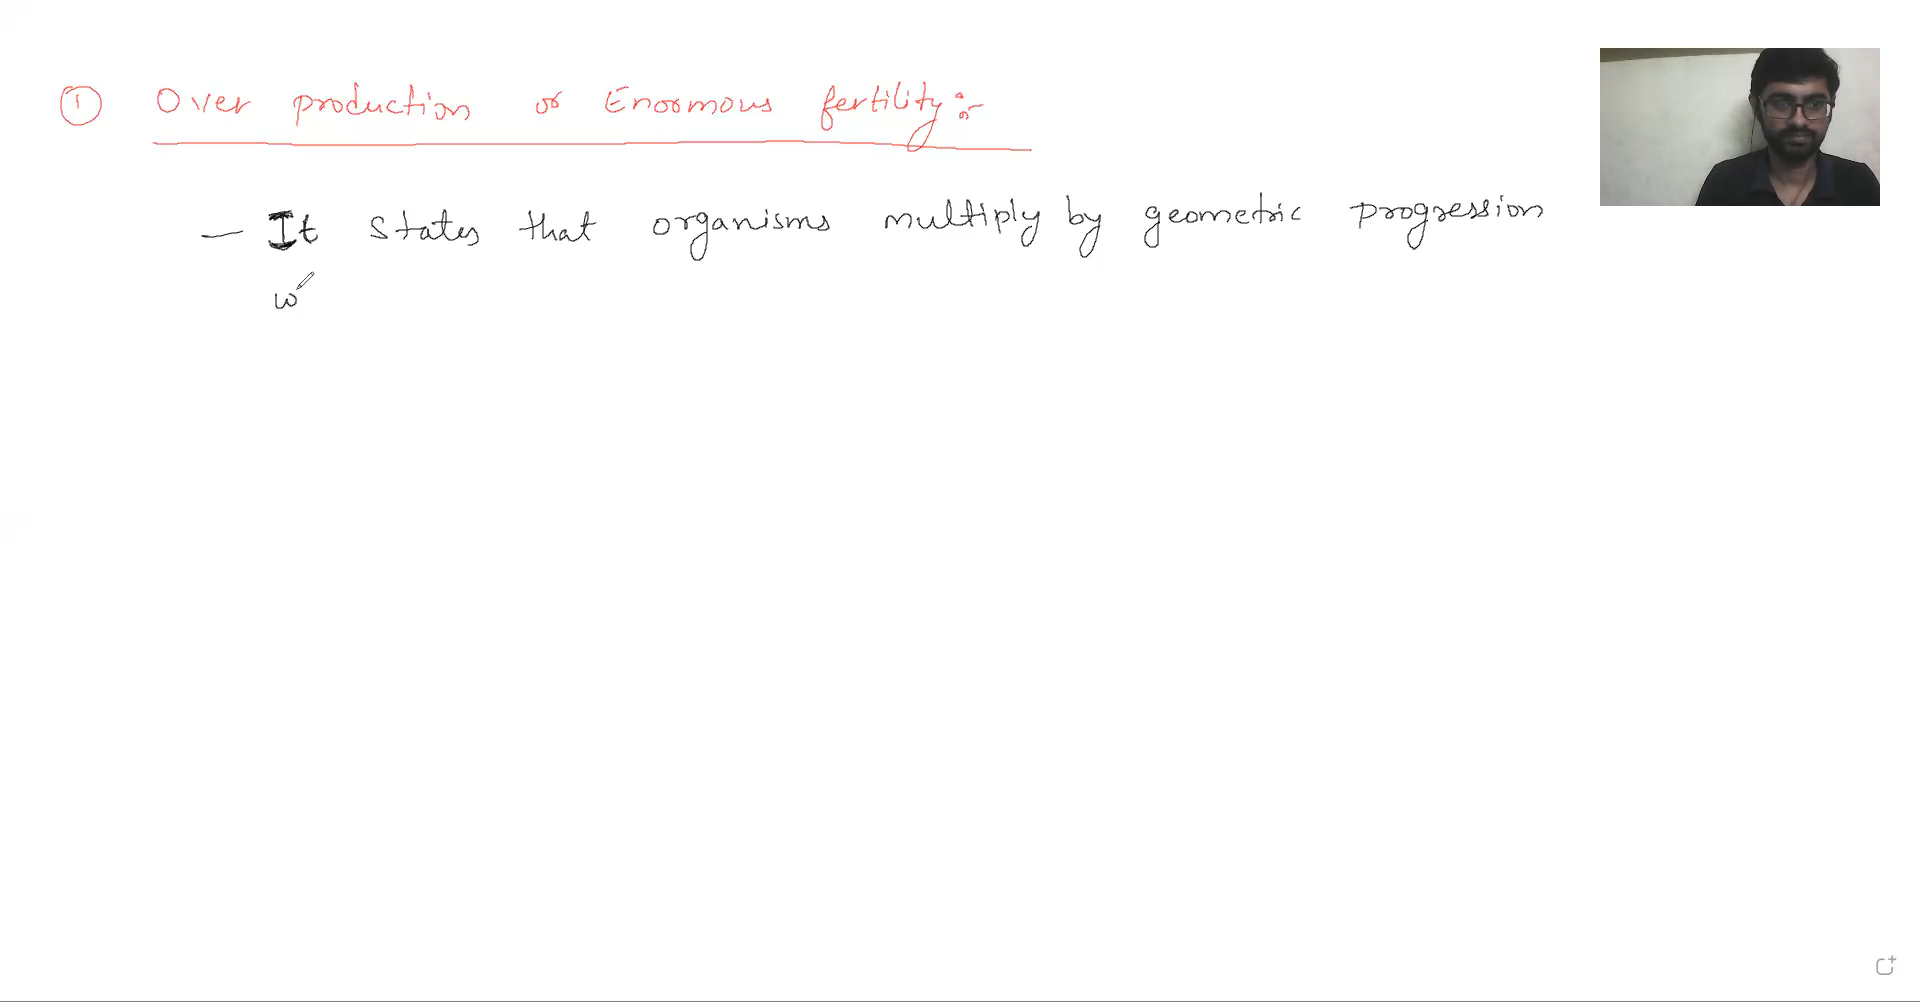 ① Over production or Enormous fertility :-
— It states that organisms multiply by geometric progression
w